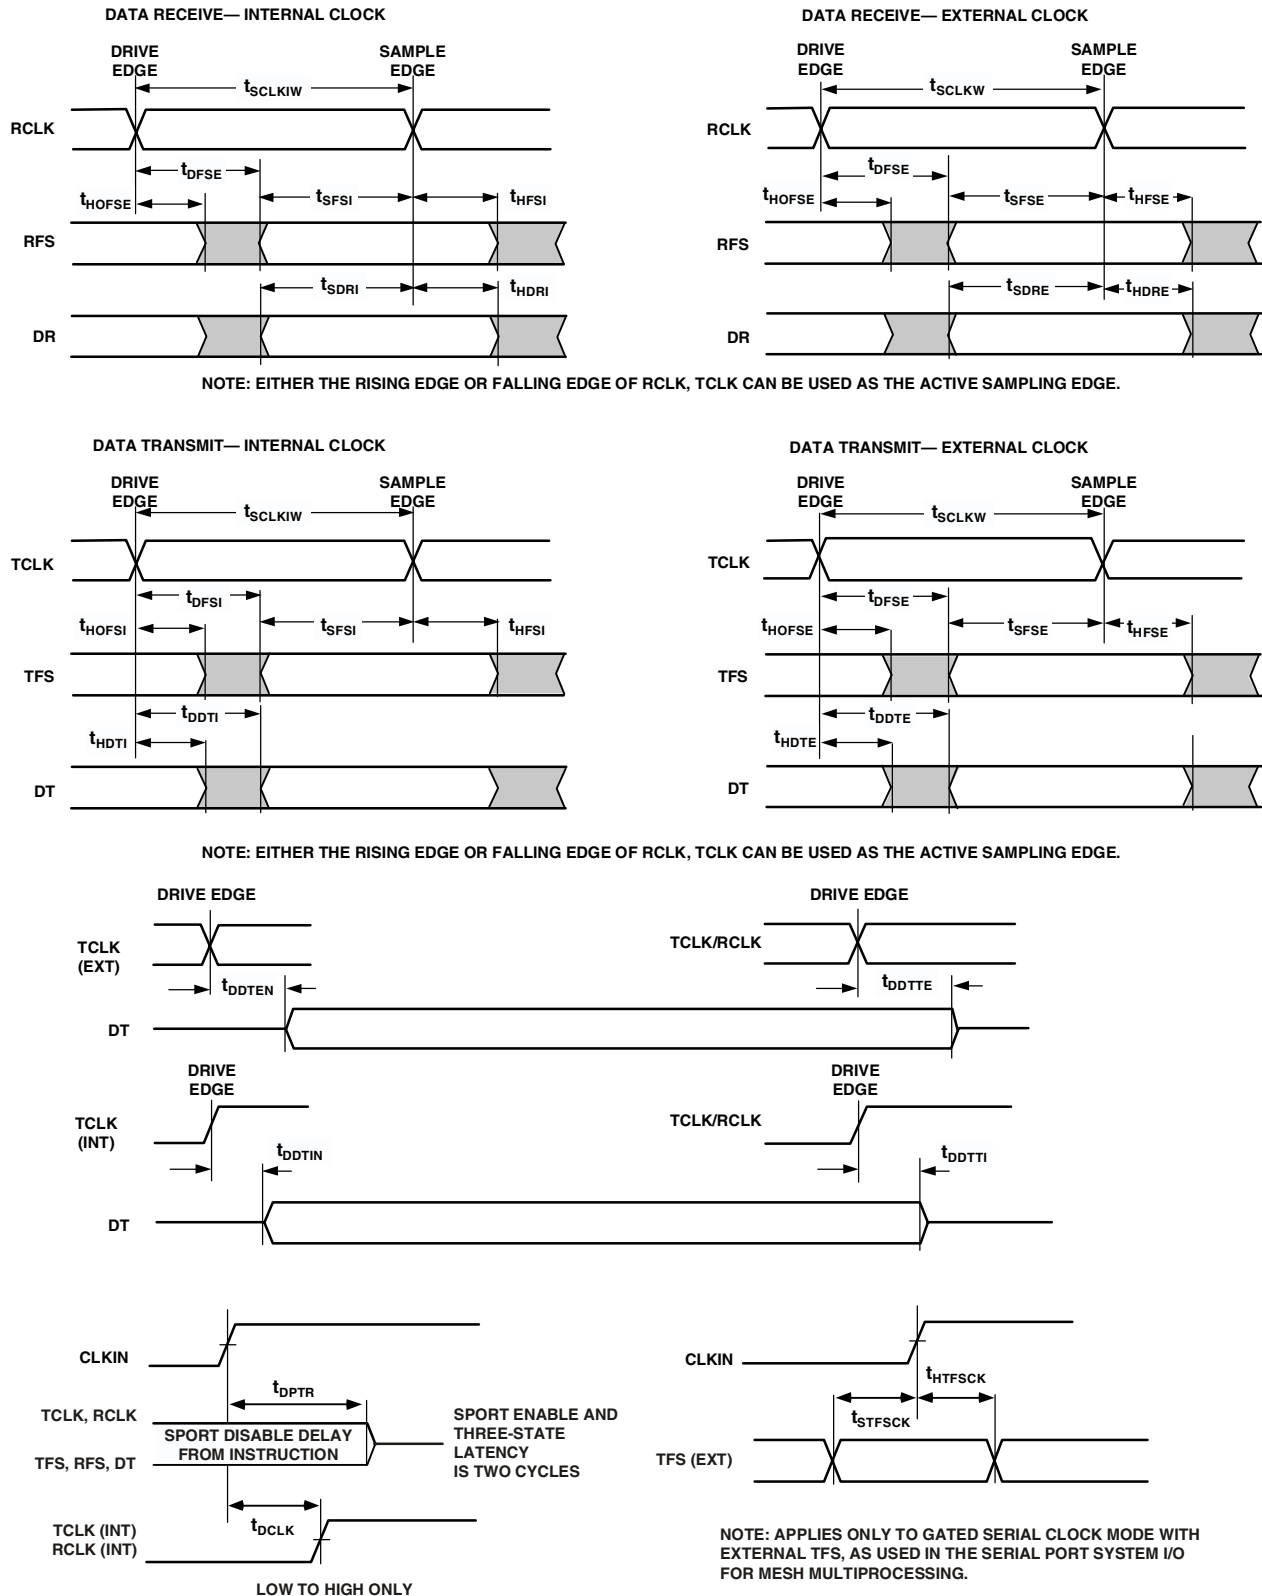 DATA RECEIVE— INTERNAL CLOCK
DRIVE EDGE
SAMPLE EDGE
tSCLKIW
RCLK
tDFSE
tHOFSE
tSFSI
tHFSI
RFS
tSDRI
tHDRI
DR
DATA RECEIVE— EXTERNAL CLOCK
DRIVE EDGE
SAMPLE EDGE
tSCLKW
RCLK
tDFSE
tHOFSE
tSFSE
tHFSE
RFS
tSDRE
tHDRE
DR
NOTE: EITHER THE RISING EDGE OR FALLING EDGE OF RCLK, TCLK CAN BE USED AS THE ACTIVE SAMPLING EDGE.
DATA TRANSMIT— INTERNAL CLOCK
DRIVE EDGE
SAMPLE EDGE
tSCLKIW
TCLK
tDFSI
tHOFSI
tSFSI
tHFSI
TFS
tDDTI
tHDTI
DT
DATA TRANSMIT— EXTERNAL CLOCK
DRIVE EDGE
SAMPLE EDGE
tSCLKW
TCLK
tDFSE
tHOFSE
tSFSE
tHFSE
TFS
tDDTE
tHDTE
DT
NOTE: EITHER THE RISING EDGE OR FALLING EDGE OF RCLK, TCLK CAN BE USED AS THE ACTIVE SAMPLING EDGE.
DRIVE EDGE
DRIVE EDGE
TCLK
(EXT)
TCLK/RCLK
tDDTEN
tDDTTE
DT
DRIVE
EDGE
DRIVE
EDGE
TCLK
(INT)
TCLK/RCLK
tDDTIN
tDDTTI
DT
CLKIN
tDPTR
TCLK, RCLK
SPORT DISABLE DELAY
FROM INSTRUCTION
TFS, RFS, DT
SPORT ENABLE AND
THREE-STATE
LATENCY
IS TWO CYCLES
tDCLK
TCLK (INT)
RCLK (INT)
LOW TO HIGH ONLY
CLKIN
tHTFSCK
tSTFSCK
TFS (EXT)
NOTE: APPLIES ONLY TO GATED SERIAL CLOCK MODE WITH
EXTERNAL TFS, AS USED IN THE SERIAL PORT SYSTEM I/O
FOR MESH MULTIPROCESSING.